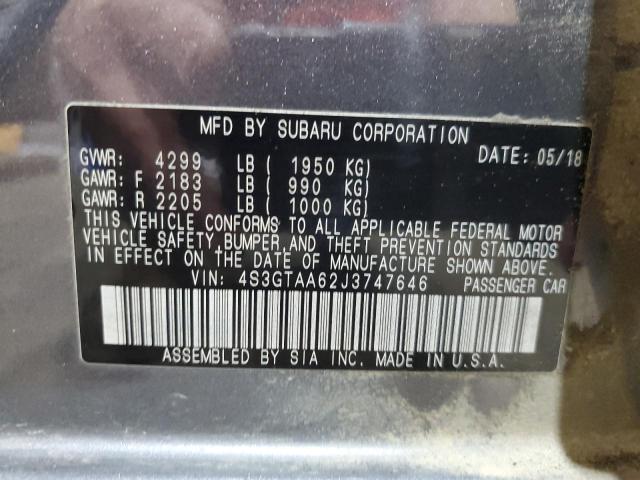 MFD BY SUBARU CORPORATION
DATE: 05/18
GVWR: 4299 LB ( 1950 KG)
GAWR: F 2183 LB ( 990 KG)
GAWR: R 2205 LB ( 1000 KG)
THIS VEHICLE CONFORMS TO ALL APPLICABLE FEDERAL MOTOR
VEHICLE SAFETY, BUMPER, AND THEFT PREVENTION STANDARDS
IN EFFECT ON THE DATE OF MANUFACTURE SHOWN ABOVE.
VIN: 4S3GTAA62J3747646 PASSENGER CAR
ASSEMBLED BY SIA INC. MADE IN U.S.A.